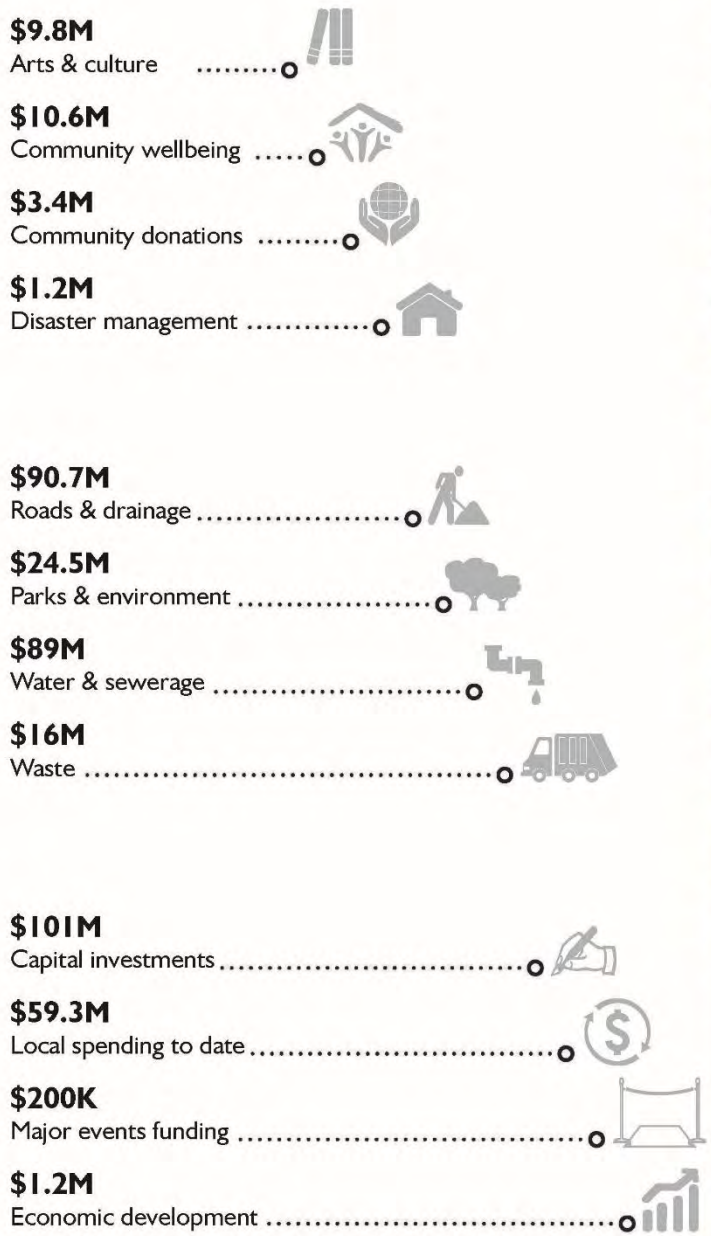 $9.8M
Arts & culture
$10.6M
Community wellbeing
$3.4M
Community donations
$1.2M
Disaster management
$90.7M
Roads & drainage
$24.5M
Parks & environment
$89M
Water & sewerage
$16M
Waste
$101M
Capital investments
$59.3M
Local spending to date
$
$200K
Major events funding
$1.2M
Economic development